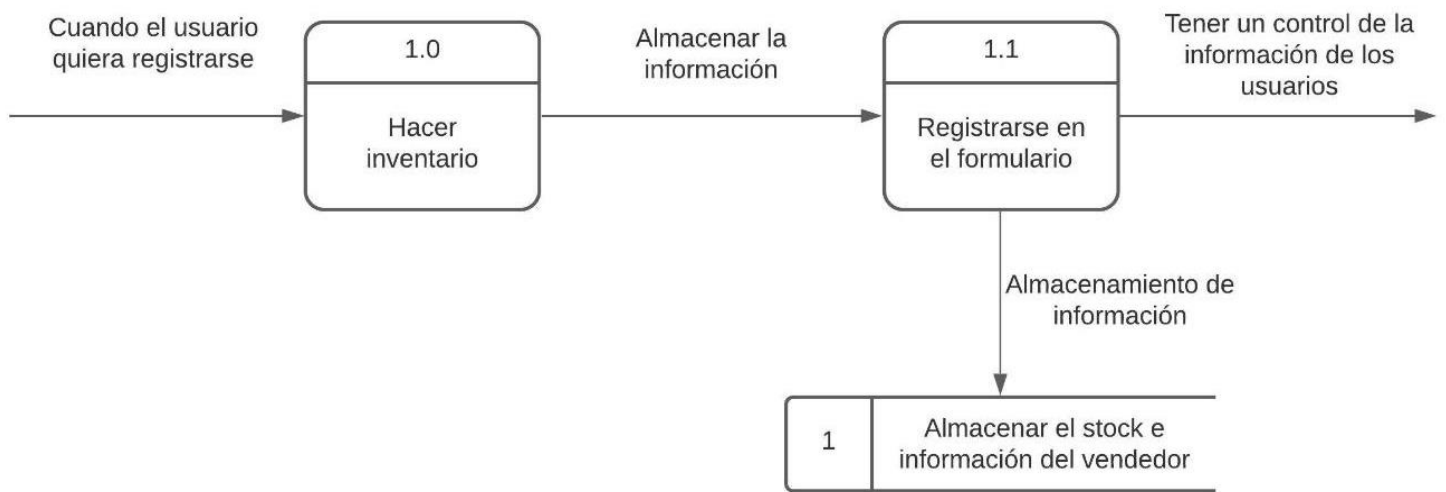 Cuando el usuario
quiera registrarse
1.0
Hacer
inventario
Almacenar la
información
1.1
Registrarse en
el formulario
Tener un control de la
información de los
usuarios
Almacenamiento de
información
1
Almacenar el stock e
información del vendedor